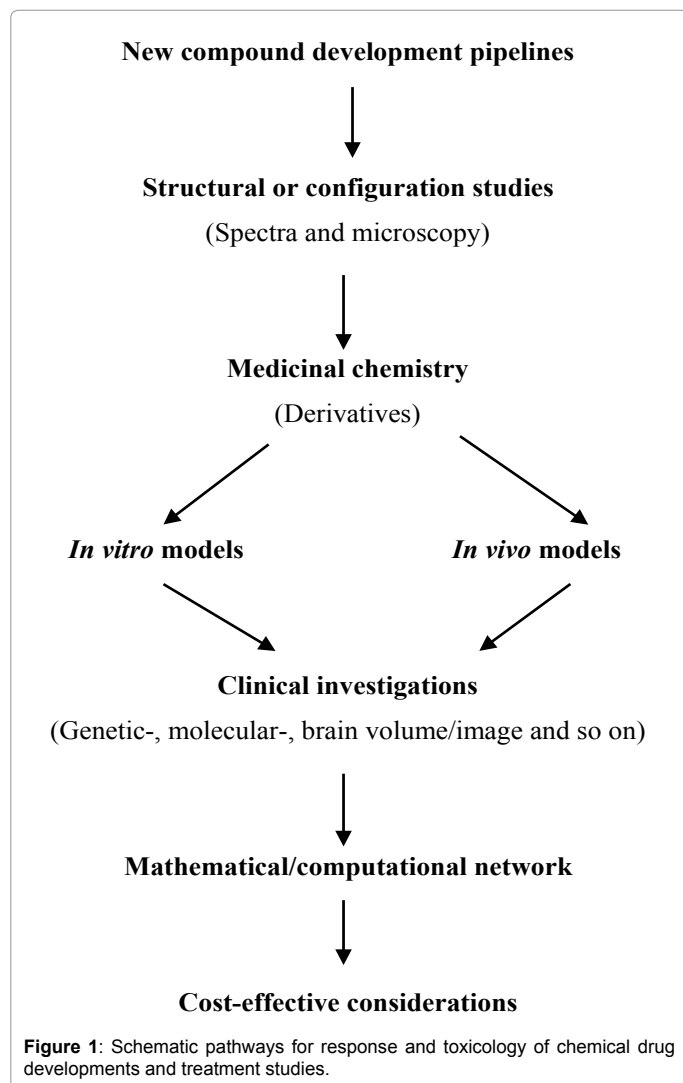 New compound development pipelines
Structural or configuration studies
(Spectra and microscopy)
Medicinal chemistry
(Derivatives)
In vitro models
In vivo models
Clinical investigations
(Genetic-, molecular-, brain volume/image and so on)
Mathematical/computational network
Cost-effective considerations
Figure 1: Schematic pathways for response and toxicology of chemical drug
developments and treatment studies.